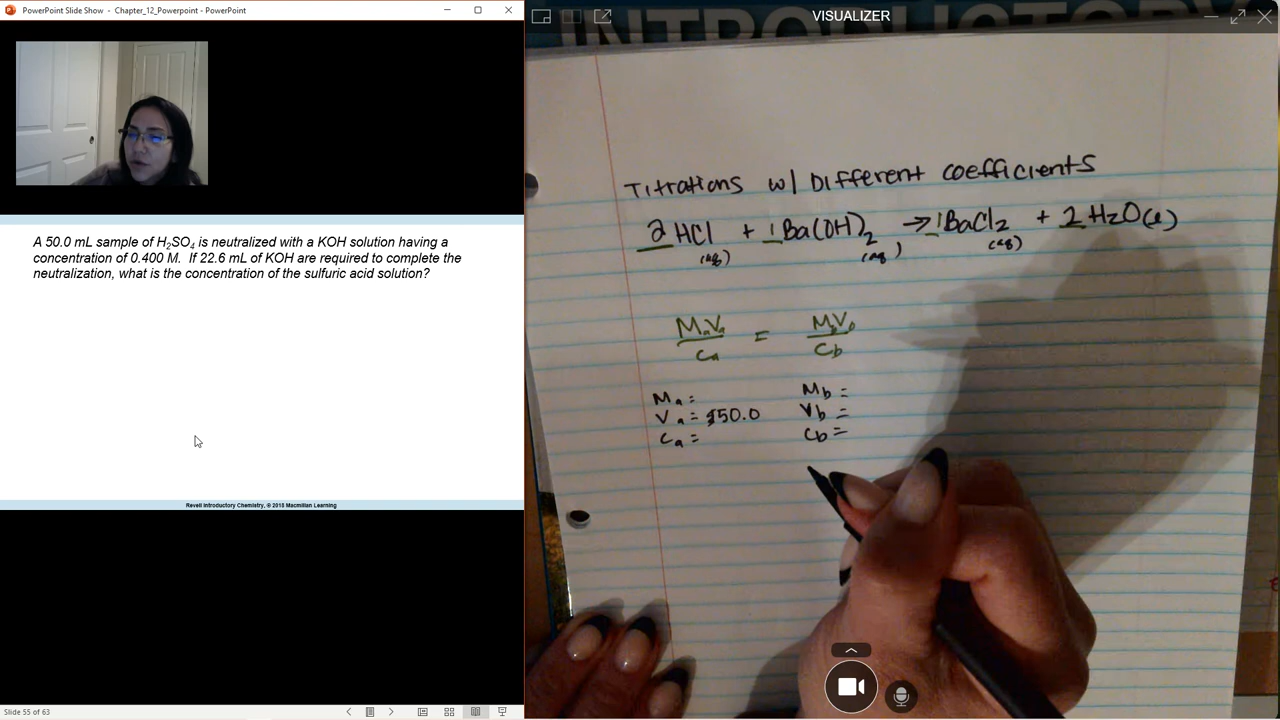 PowerPoint Slide Show - Chapter_12_Powerpoint - PowerPoint
A 50.0 mL sample of H₂SO₄ is neutralized with a KOH solution having a
concentration of 0.400 M. If 22.6 mL of KOH are required to complete the
neutralization, what is the concentration of the sulfuric acid solution?
Revell Introductory Chemistry, © 2018 Macmillan Learning
Slide 55 of 63
VISUALIZER
INTRODUCTORY
Titrations w/ Different coefficients
2 HCl (aq) + 1 Ba(OH)₂ (aq) → 1 BaCl₂ (aq) + 2 H₂O(l)
MaVa / Ca = MbVb / Cb
Ma = Mb =
Va = 50.0 Vb =
Ca = Cb =